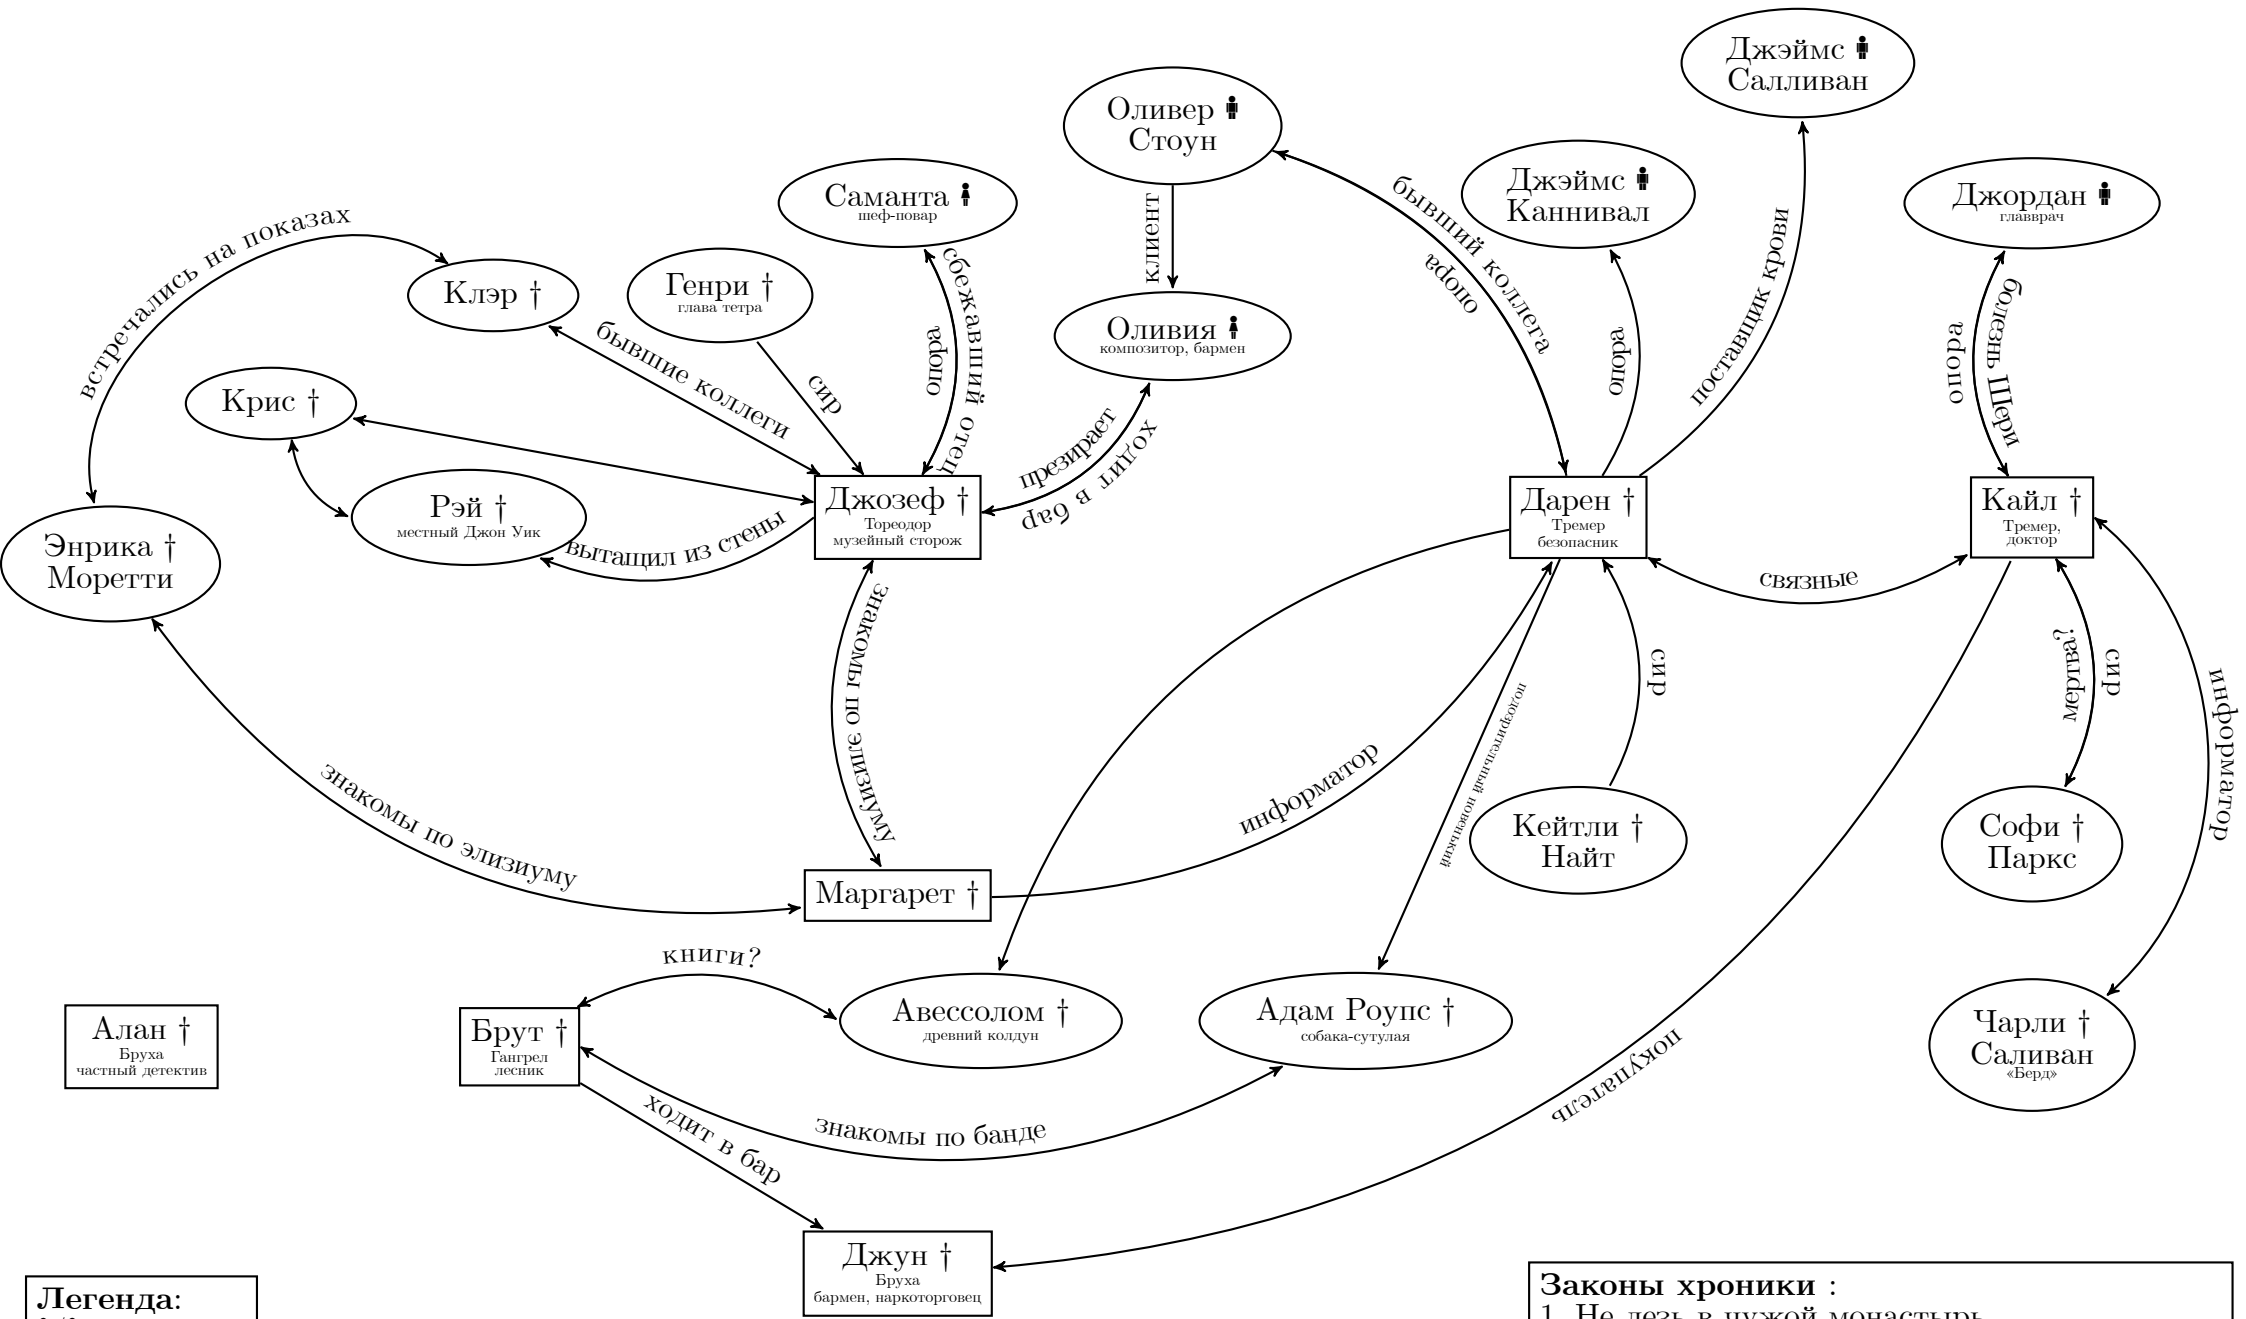 Джэймс
Салливан
Оливер
Стоун
Джэймс
Каннивал
Саманта
шеф-повар
Джордан
главврач
встречались на показах
Клэр †
Генри †
глава тетра
сбежавший отец
опора
клиент
Оливия
композитор, бармен
бывший коллега
опора
опора
поставщик крови
опора
болезнь Шери
бывшие коллеги
сир
Крис †
презирает
ходит в бар
Рэй †
местный Джон Уик
вытащил из стены
Джозеф †
Тореодор
музейный сторож
Дарен †
Тремер
безопасник
Кайл †
Тремер,
доктор
Энрика †
Моретти
связные
знакомы по элизиуму
сир
мертва?
сир
информатор
подозрительный новенький
знакомы по элизиуму
информатор
Кейтли †
Найт
Софи †
Паркс
Маргарет †
книги?
Авессолом †
древний колдун
Адам Роупс †
собака-сутулая
Алан †
Бруха
частный детектив
Брут †
Гангрел
лесник
Чарли †
Саливан
«Берд»
покупатель
ходит в бар
знакомы по банде
Джун †
Бруха
бармен, наркоторговец
Легенда:
Законы хроники :
1. Не лезь в чужой монастырь